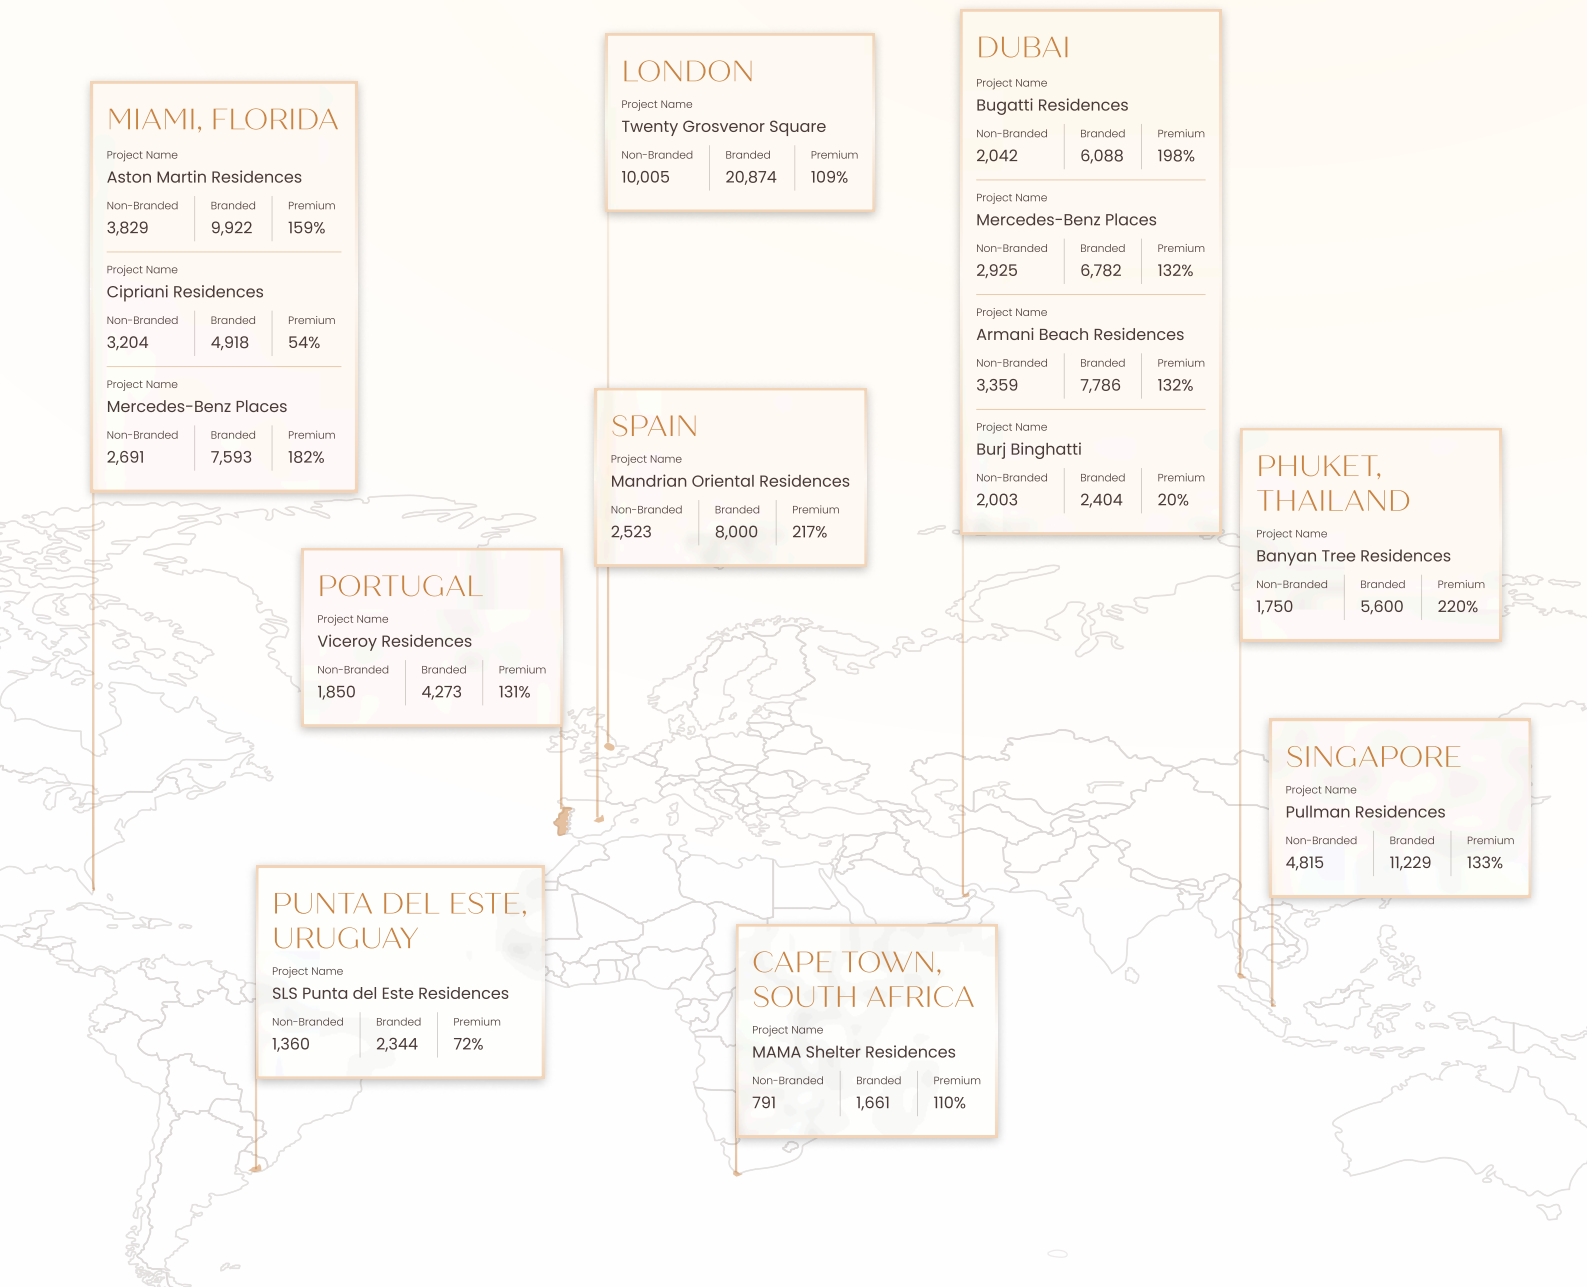 MIAMI, FLORIDA
Project Name
Aston Martin Residences
Non-Branded Branded Premium
3,829 9,922 159%
Project Name
Cipriani Residences
Non-Branded Branded Premium
3,204 4,918 54%
Project Name
Mercedes-Benz Places
Non-Branded Branded Premium
2,691 7,593 182%
LONDON
Project Name
Twenty Grosvenor Square
Non-Branded Branded Premium
10,005 20,874 109%
DUBAI
Project Name
Bugatti Residences
Non-Branded Branded Premium
2,042 6,088 198%
Project Name
Mercedes-Benz Places
Non-Branded Branded Premium
2,925 6,782 132%
Project Name
Armani Beach Residences
Non-Branded Branded Premium
3,359 7,786 132%
Project Name
Burj Binghatti
Non-Branded Branded Premium
2,003 2,404 20%
SPAIN
Project Name
Mandrian Oriental Residences
Non-Branded Branded Premium
2,523 8,000 217%
PHUKET,
THAILAND
Project Name
Banyan Tree Residences
Non-Branded Branded Premium
1,750 5,600 220%
PORTUGAL
Project Name
Viceroy Residences
Non-Branded Branded Premium
1,850 4,273 131%
SINGAPORE
Project Name
Pullman Residences
Non-Branded Branded Premium
4,815 11,229 133%
PUNTA DEL ESTE,
URUGUAY
Project Name
SLS Punta del Este Residences
Non-Branded Branded Premium
1,360 2,344 72%
CAPE TOWN,
SOUTH AFRICA
Project Name
MAMA Shelter Residences
Non-Branded Branded Premium
791 1,661 110%